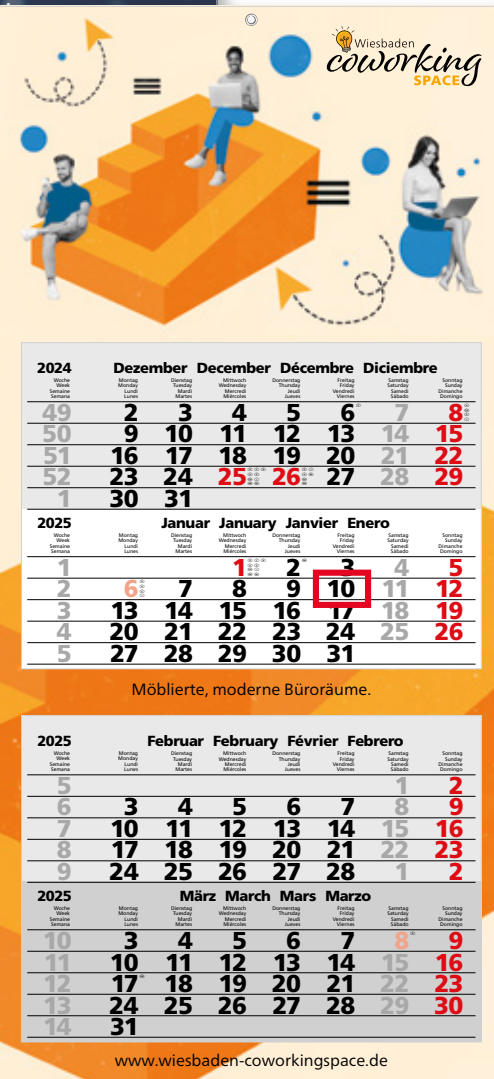 Wiesbaden
coworking
SPACE
2024 Dezember December Décembre Diciembre
Woche Montag Dienstag Mittwoch Donnerstag Freitag Samstag Sonntag
Week Monday Tuesday Wednesday Thursday Friday Saturday Sunday
Semaine Lundi Mardi Mercredi Jeudi Vendredi Samedi Dimanche
Semana Lunes Martes Miércoles Jueves Viernes Sábado Domingo
49 2 3 4 5 6 7 8
50 9 10 11 12 13 14 15
51 16 17 18 19 20 21 22
52 23 24 25 26 27 28 29
1 30 31
2025 Januar January Janvier Enero
Woche Montag Dienstag Mittwoch Donnerstag Freitag Samstag Sonntag
Week Monday Tuesday Wednesday Thursday Friday Saturday Sunday
Semaine Lundi Mardi Mercredi Jeudi Vendredi Samedi Dimanche
Semana Lunes Martes Miércoles Jueves Viernes Sábado Domingo
1 1 2 3 4 5
2 6 7 8 9 10 11 12
3 13 14 15 16 17 18 19
4 20 21 22 23 24 25 26
5 27 28 29 30 31
Möblierte, moderne Büroräume.
2025 Februar February Février Febrero
Woche Montag Dienstag Mittwoch Donnerstag Freitag Samstag Sonntag
Week Monday Tuesday Wednesday Thursday Friday Saturday Sunday
Semaine Lundi Mardi Mercredi Jeudi Vendredi Samedi Dimanche
Semana Lunes Martes Miércoles Jueves Viernes Sábado Domingo
5 1 2
6 3 4 5 6 7 8 9
7 10 11 12 13 14 15 16
8 17 18 19 20 21 22 23
9 24 25 26 27 28 1 2
2025 März March Mars Marzo
Woche Montag Dienstag Mittwoch Donnerstag Freitag Samstag Sonntag
Week Monday Tuesday Wednesday Thursday Friday Saturday Sunday
Semaine Lundi Mardi Mercredi Jeudi Vendredi Samedi Dimanche
Semana Lunes Martes Miércoles Jueves Viernes Sábado Domingo
10 3 4 5 6 7 8 9
11 10 11 12 13 14 15 16
12 17 18 19 20 21 22 23
13 24 25 26 27 28 29 30
14 31
www.wiesbaden-coworkingspace.de